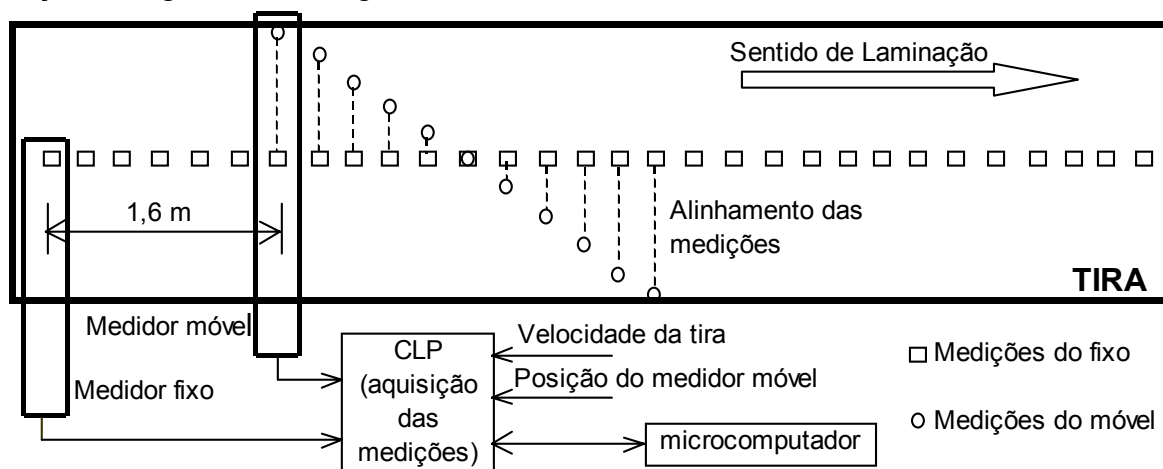 Sentido de Laminação
1,6 m
Alinhamento das
medições
TIRA
Medidor móvel
Medidor fixo
CLP
(aquisição
das
medições)
Velocidade da tira
Posição do medidor móvel
microcomputador
Medições do fixo
Medições do móvel